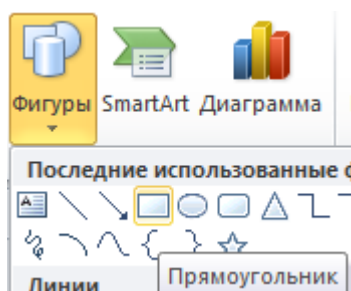 Фигуры SmartArt Диаграмма
Последние использованные
Линии
Прямоугольник